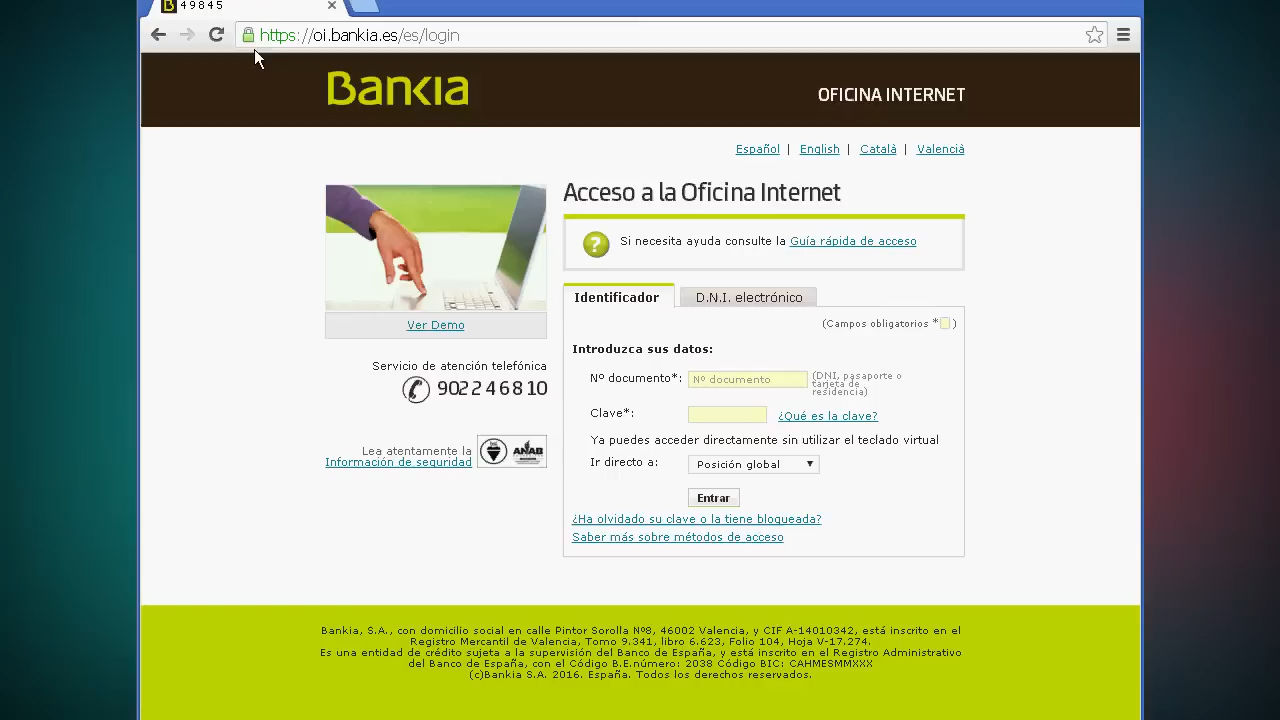 49845
https://oi.bankia.es/es/login
Bankia
OFICINA INTERNET
Español | English | Català | Valencià
Acceso a la Oficina Internet
? Si necesita ayuda consulte la Guía rápida de acceso
Ver Demo
Servicio de atención telefónica
902 2 4 6 8 10
Lea atentamente la
Información de seguridad
ANAB
Identificador
D.N.I. electrónico
(Campos obligatorios * )
Introduzca sus datos:
Nº documento*: Nº documento
(DNI, pasaporte o
tarjeta de
residencia)
Clave*: ¿Qué es la clave?
Ya puedes acceder directamente sin utilizar el teclado virtual
Ir directo a: Posición global
Entrar
¿Ha olvidado su clave o la tiene bloqueada?
Saber más sobre métodos de acceso
Bankia, S.A., con domicilio social en calle Pintor Sorolla Nº8, 46002 Valencia, y CIF A-14010342, está inscrito en el
Registro Mercantil de Valencia, Tomo 9.341, libro 6.623, Folio 104, Hoja V-17.274.
Es una entidad de crédito sujeta a la supervisión del Banco de España, y está inscrito en el Registro Administrativo
del Banco de España, con el Código B.E.número: 2038 Código BIC: CAHMESMMXXX
(c)Bankia S.A. 2016. España. Todos los derechos reservados.